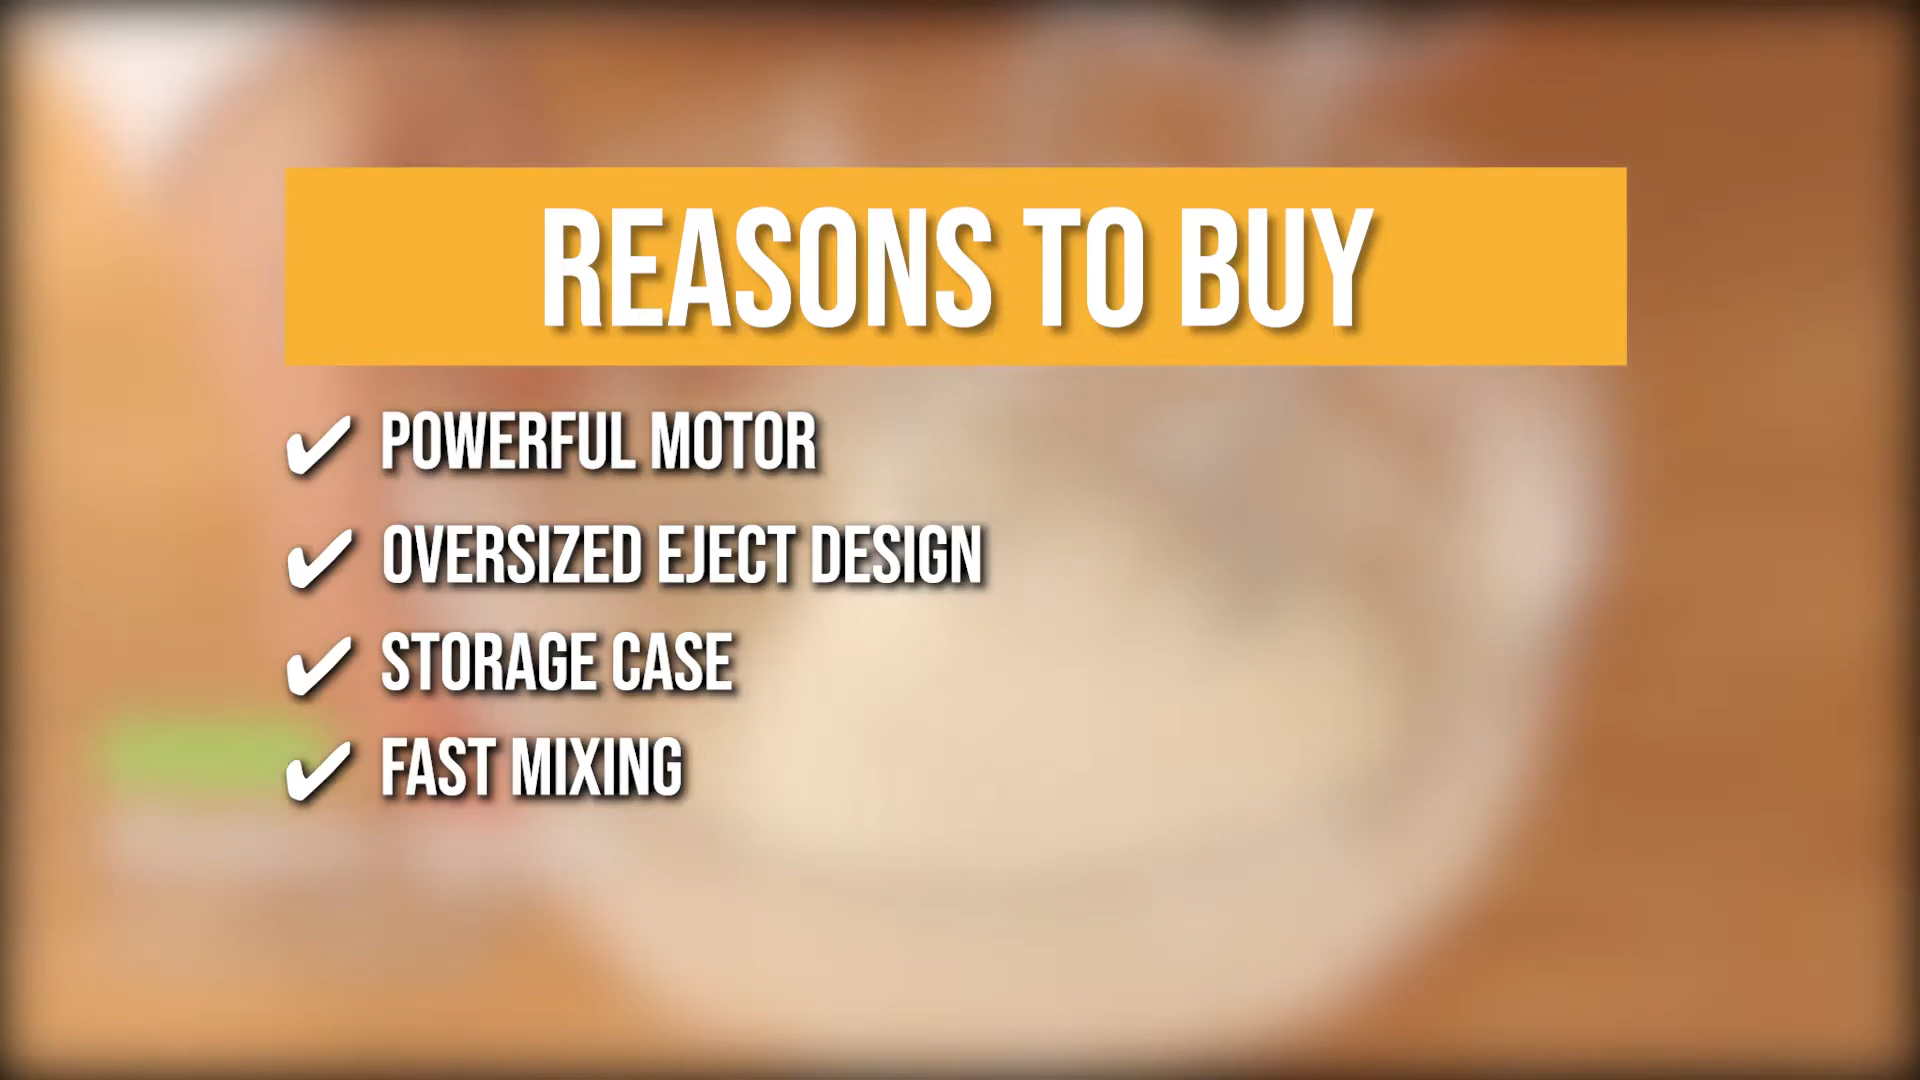 REASONS TO BUY
✔ POWERFUL MOTOR
✔ OVERSIZED EJECT DESIGN
✔ STORAGE CASE
✔ FAST MIXING